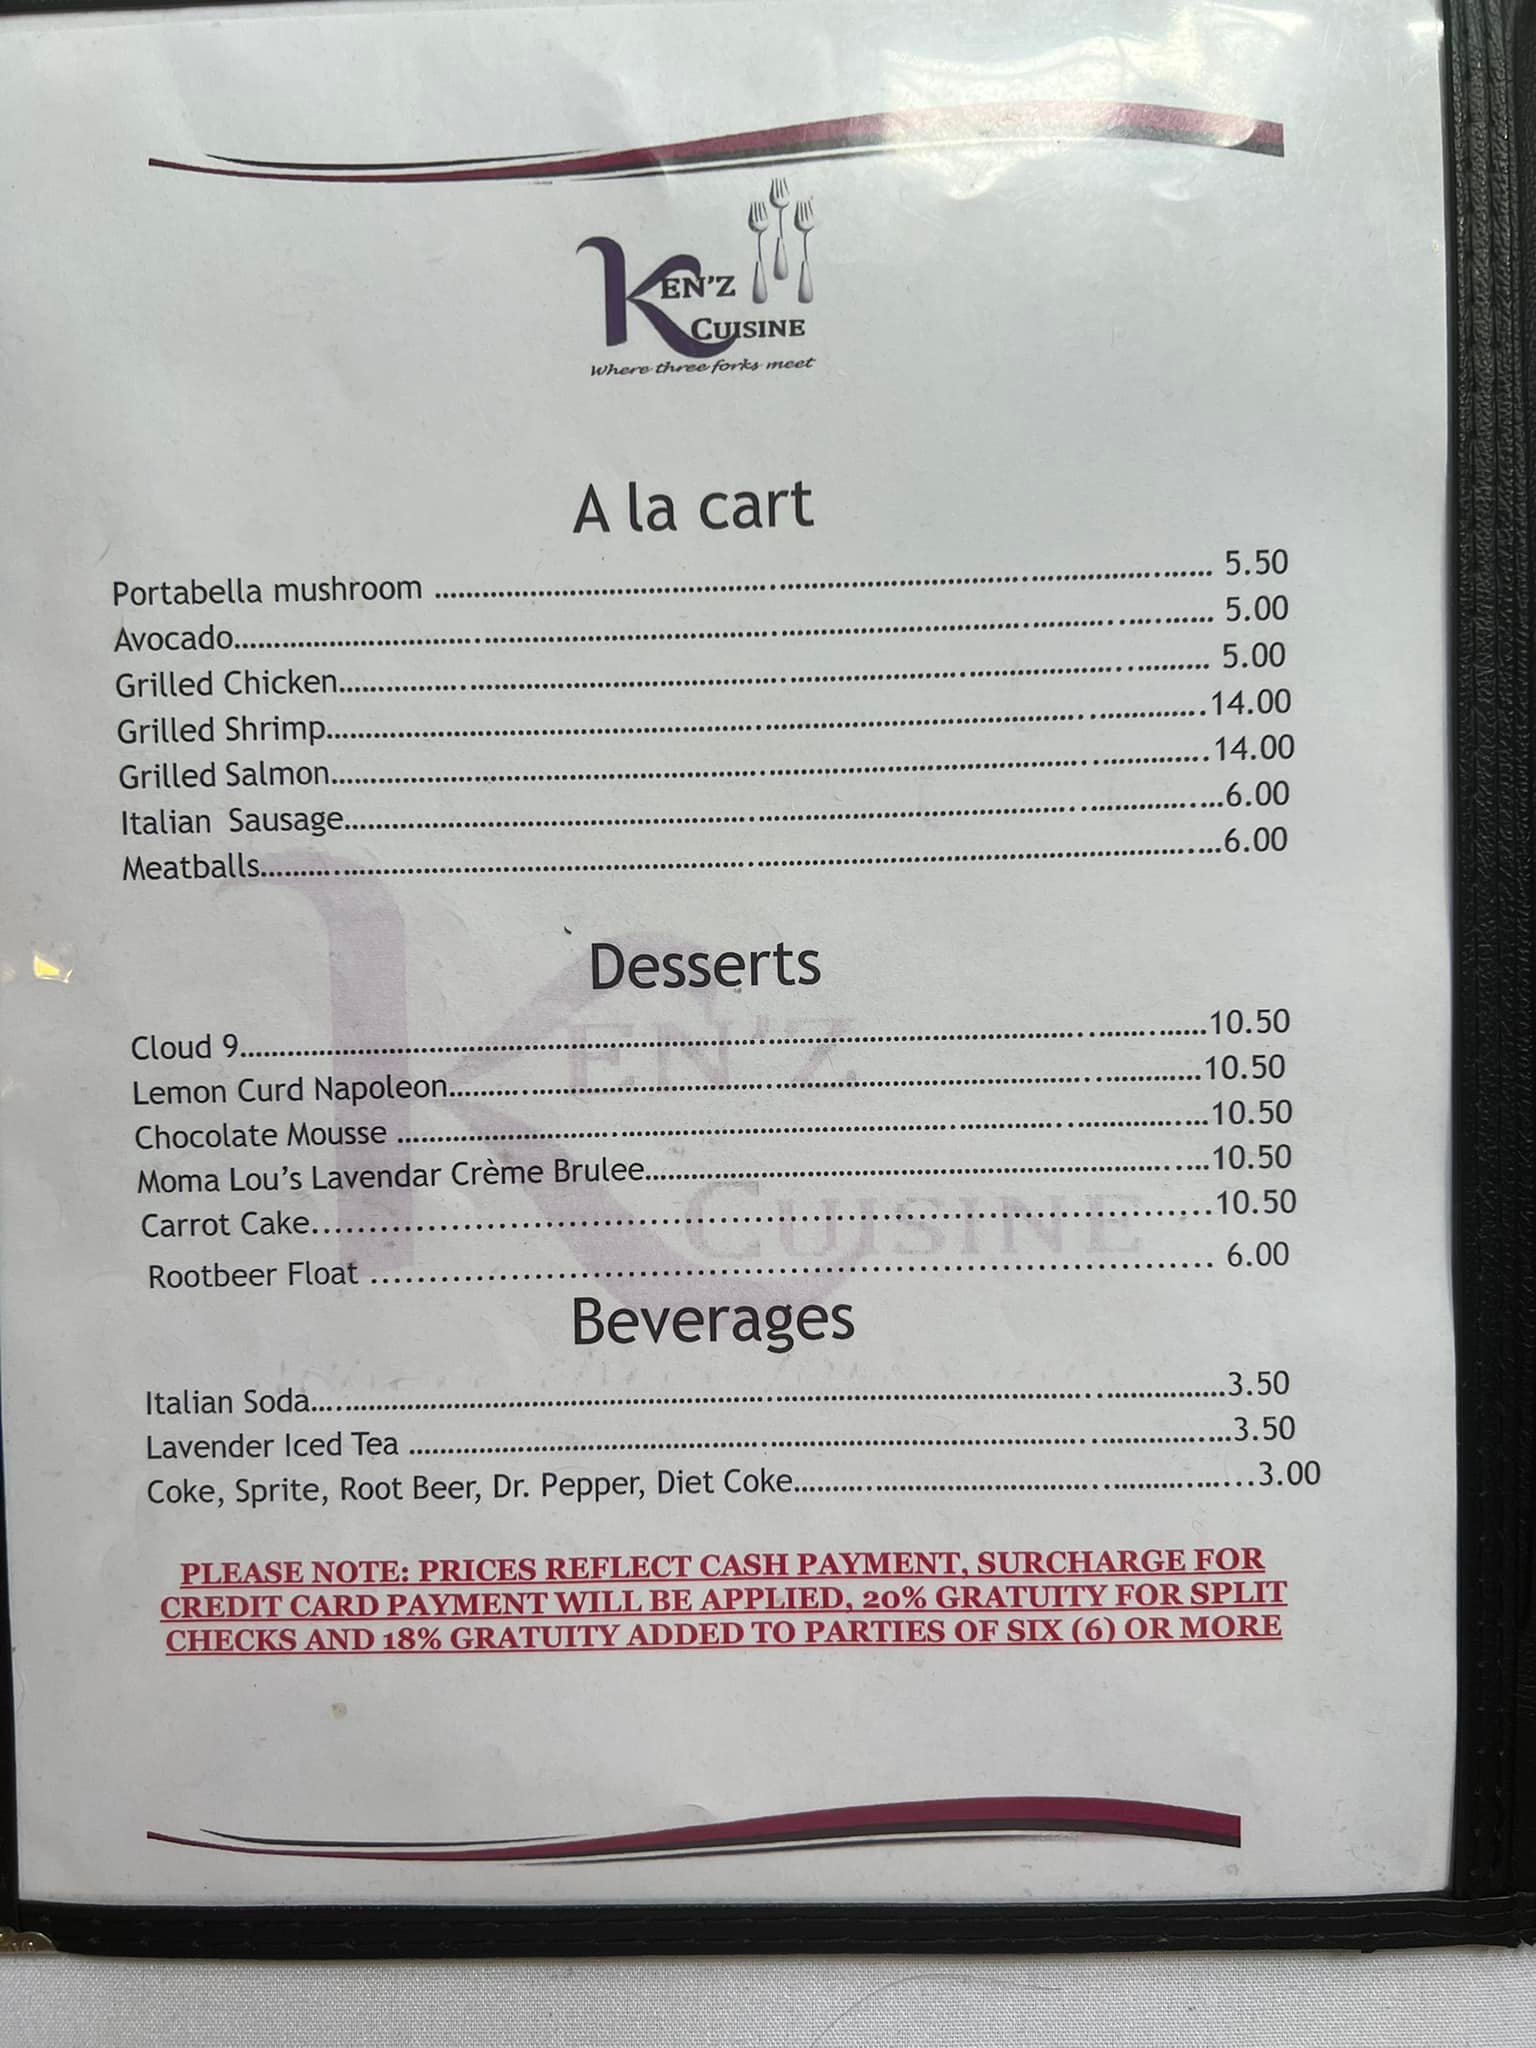 KEN'Z
CUISINE
Where three forks meet
A la cart
Portabella mushroom ........ 5.50
Avocado........ 5.00
Grilled Chicken........ 5.00
Grilled Shrimp........14.00
Grilled Salmon........14.00
Italian Sausage........6.00
Meatballs........6.00
Desserts
Cloud 9........10.50
Lemon Curd Napoleon........10.50
Chocolate Mousse ........10.50
Moma Lou's Lavendar Crème Brulee........10.50
Carrot Cake........10.50
Rootbeer Float ........ 6.00
Beverages
Italian Soda........3.50
Lavender Iced Tea ........3.50
Coke, Sprite, Root Beer, Dr. Pepper, Diet Coke........3.00
PLEASE NOTE: PRICES REFLECT CASH PAYMENT, SURCHARGE FOR
CREDIT CARD PAYMENT WILL BE APPLIED, 20% GRATUITY FOR SPLIT
CHECKS AND 18% GRATUITY ADDED TO PARTIES OF SIX (6) OR MORE
KEN'Z
CUISINE